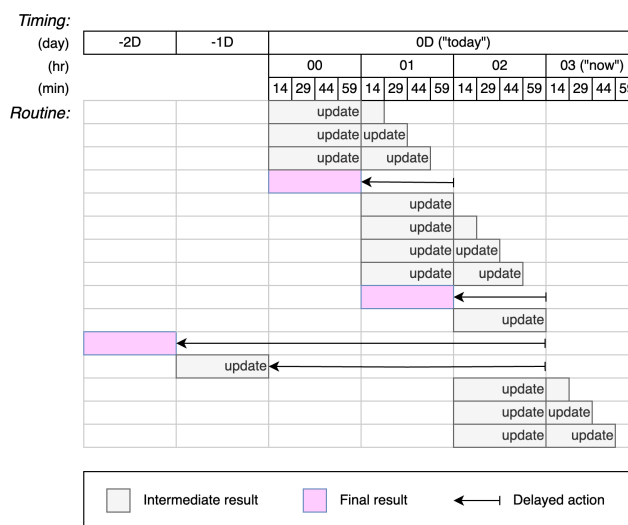 Timing:
(day) -2D -1D 0D ("today")
(hr) 00 01 02 03 ("now")
(min) 14 29 44 59 14 29 44 59 14 29 44 59 14 29 44 59
Routine:
update
update update
update update
update
update
update update
update update
update
update
update
update update
update update
Intermediate result Final result Delayed action